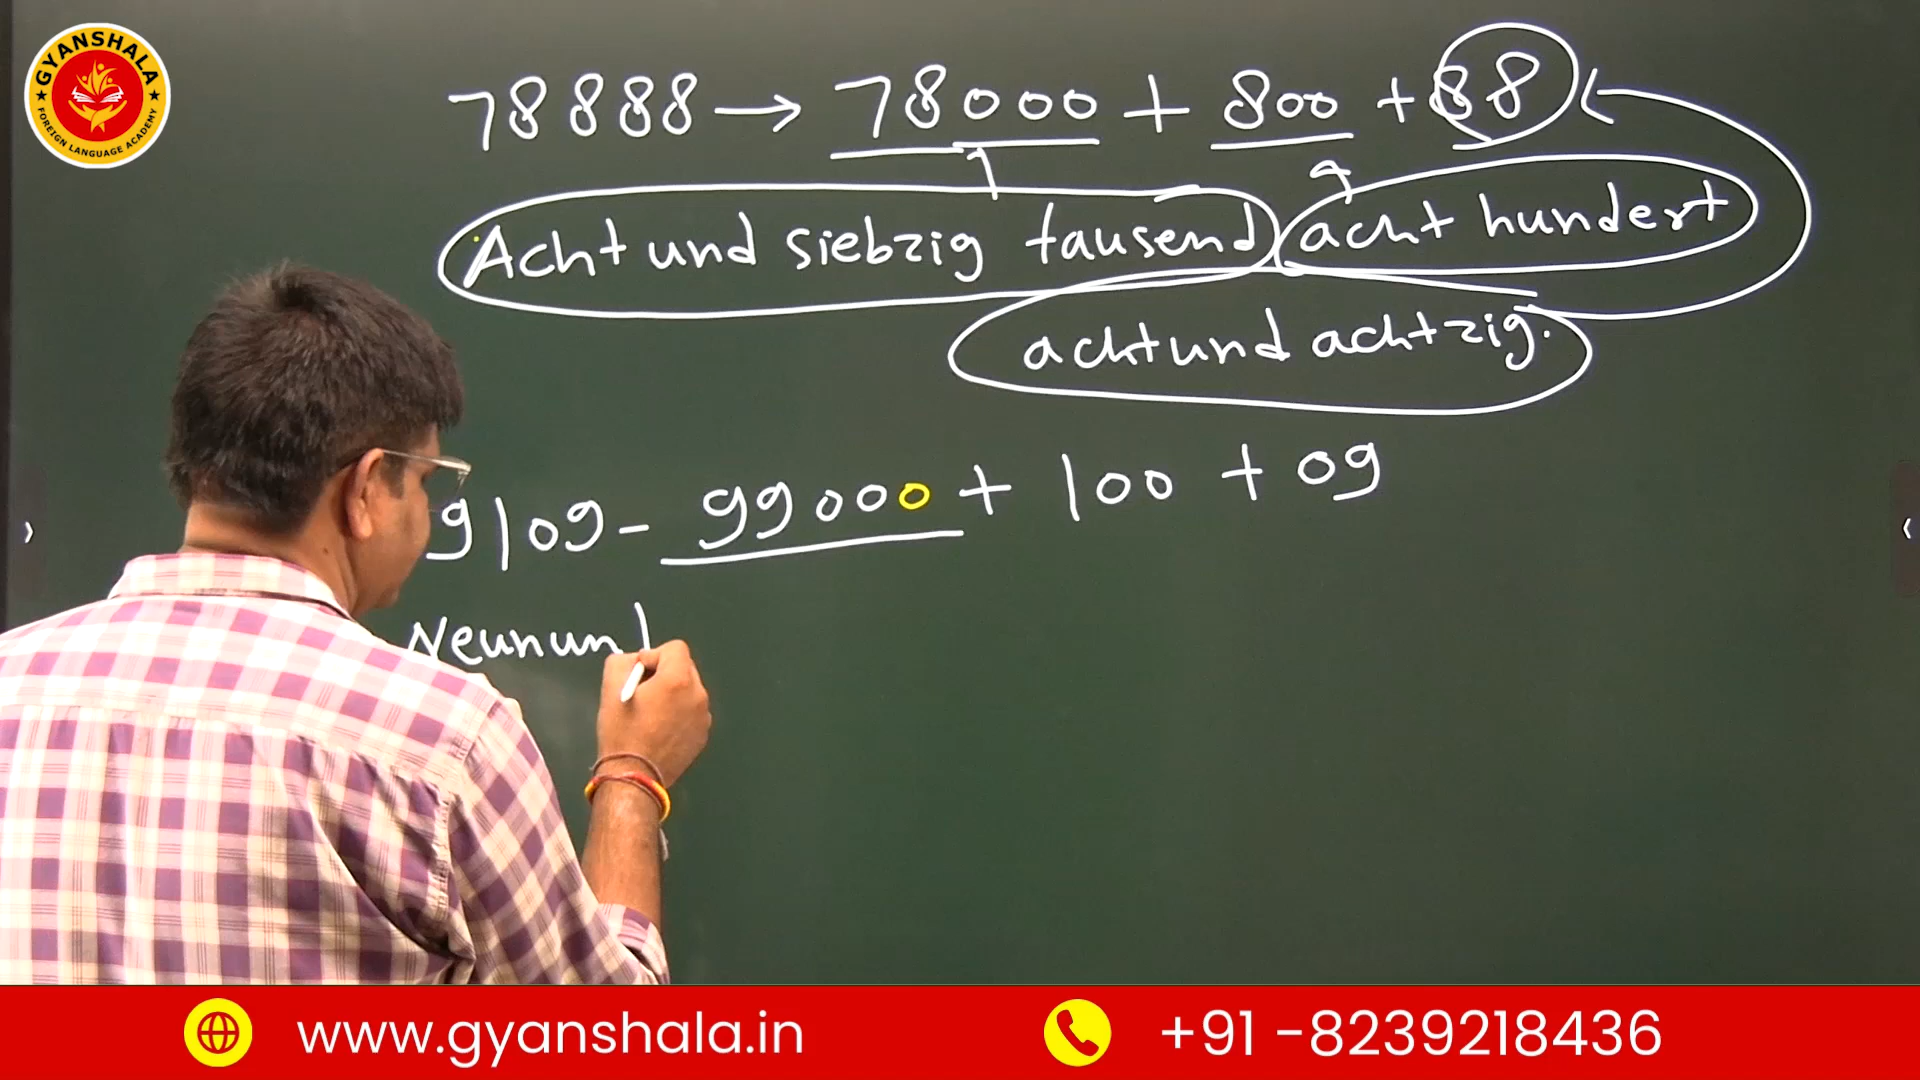 GYANSHALA
FOREIGN LANGUAGE ACADEMY
78888 → 78000 + 800 + 88
Acht und siebzig tausend acht hundert
achtund achtzig.
9109 - 99000 + 100 + 09
Neunun
www.gyanshala.in
+91 -8239218436